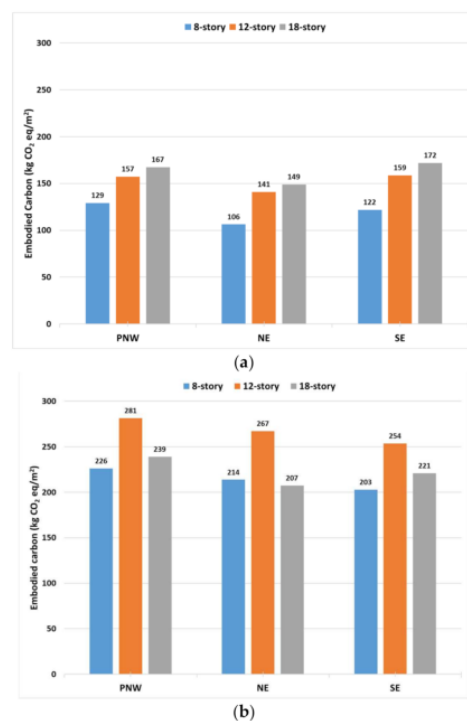 8-story 12-story 18-story
300
250
200
150
100
50
0
Embodied Carbon (kg CO₂ eq/m²)
129 157 167
106 141 149
122 159 172
PNW NE SE
(a)
8-story 12-story 18-story
300
250
200
150
100
50
0
Embodied carbon (kg CO₂ eq/m²)
226 281 239
214 267 207
203 254 221
PNW NE SE
(b)